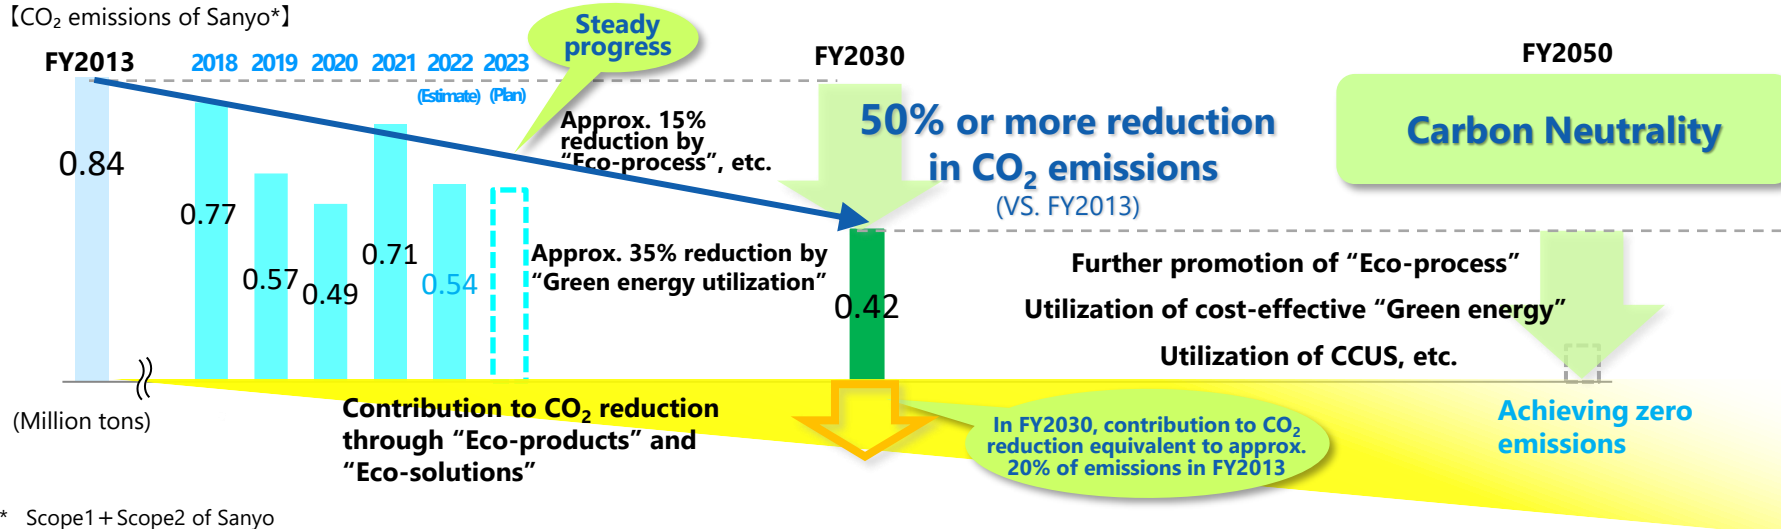 【CO₂ emissions of Sanyo*】
Steady
progress
FY2013
2018
2019
2020
2021
2022
2023
(Estimate)
(Plan)
FY2030
FY2050
Approx. 15%
reduction by
“Eco-process”, etc.
50% or more reduction
in CO₂ emissions
(VS. FY2013)
Carbon Neutrality
0.84
0.77
0.57
0.49
0.71
0.54
Approx. 35% reduction by
“Green energy utilization”
0.42
Further promotion of “Eco-process”
Utilization of cost-effective “Green energy”
Utilization of CCUS, etc.
(Million tons)
Contribution to CO₂ reduction
through “Eco-products” and
“Eco-solutions”
In FY2030, contribution to CO₂
reduction equivalent to approx.
20% of emissions in FY2013
Achieving zero
emissions
* Scope1＋Scope2 of Sanyo